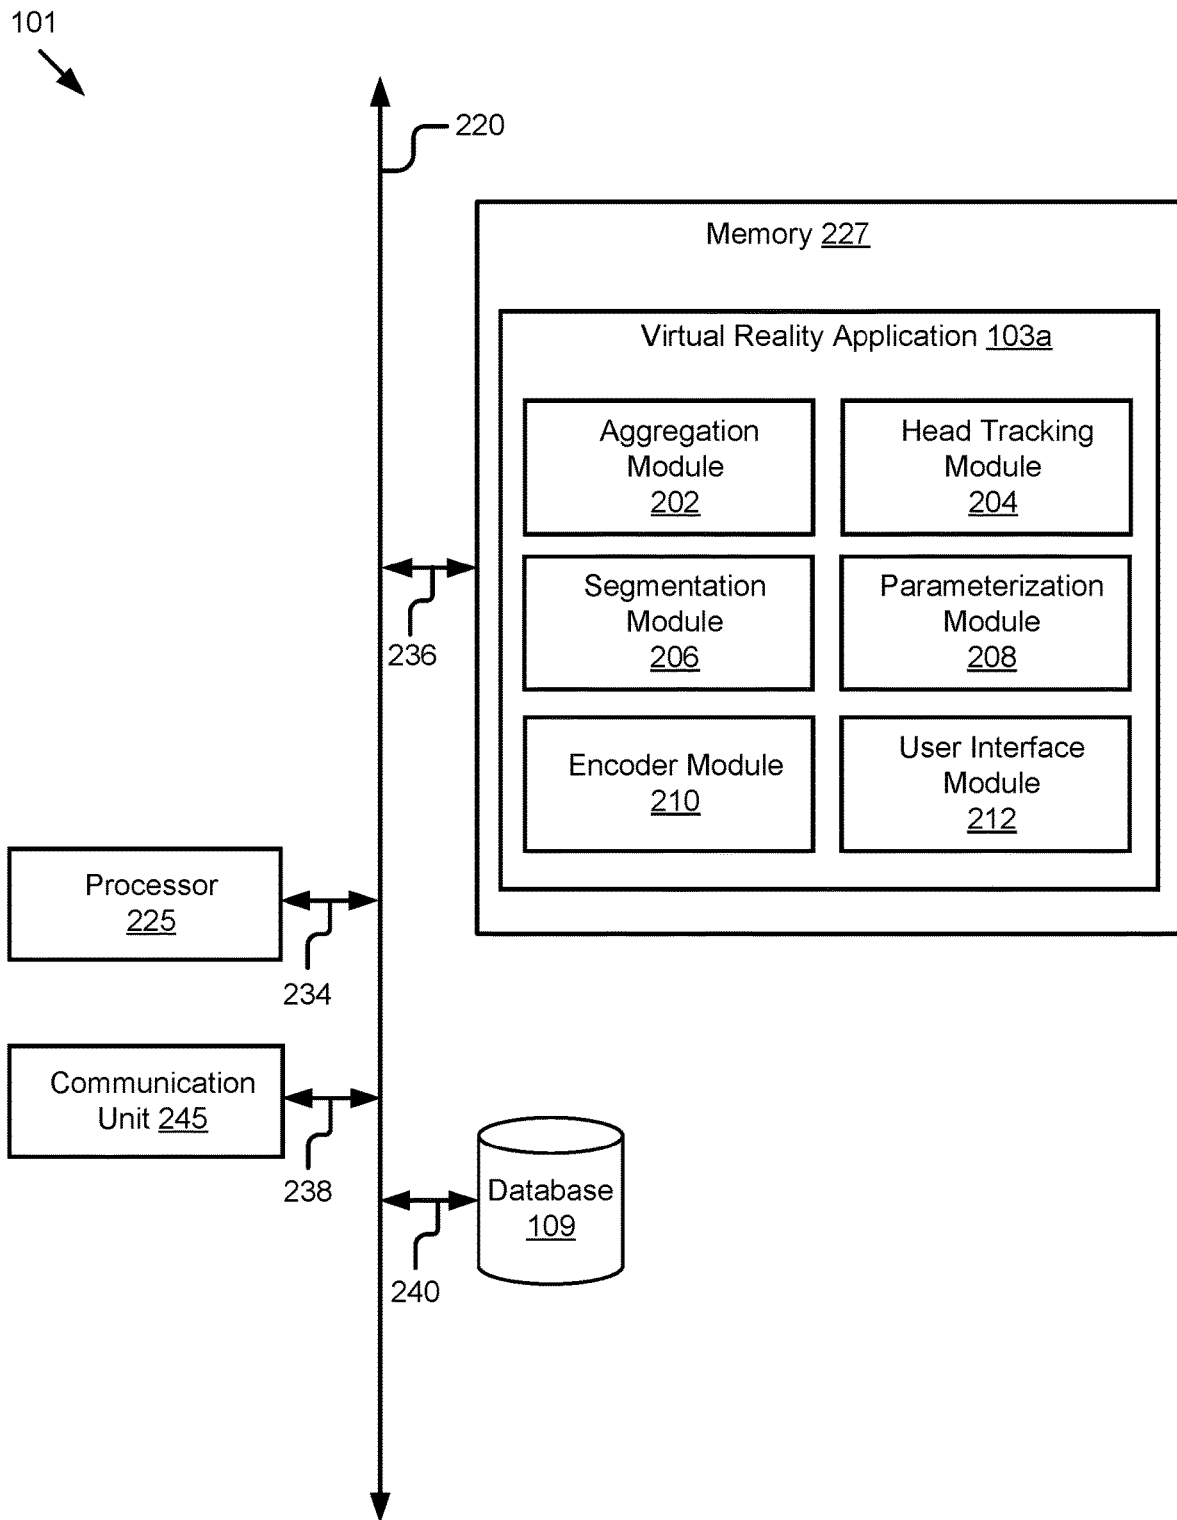 101
220
Memory 227
Virtual Reality Application 103a
Aggregation
Module
202
Head Tracking
Module
204
Segmentation
Module
206
Parameterization
Module
208
236
Encoder Module
210
User Interface
Module
212
Processor
225
234
Communication
Unit 245
238
Database
109
240